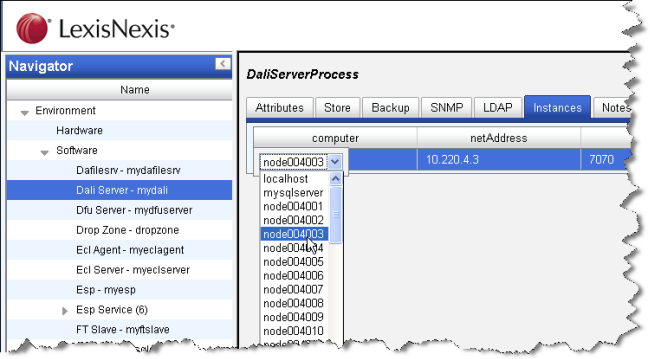 LexisNexis®
Navigator
Name
Environment
Hardware
Software
Dafilesrv - mydafilesrv
Dali Server - mydali
Dfu Server - mydfuserver
Drop Zone - dropzone
Ecl Agent - myeclagent
Ecl Server - myeclserver
Esp - myesp
Esp Service (6)
FT Slave - myftslave
DaliServerProcess
Attributes Store Backup SNMP LDAP Instances Notes
computer netAddress
node004003 10.220.4.3 7070
localhost
mysqlserver
node004001
node004002
node004003
node004004
node004005
node004006
node004007
node004008
node004009
node004010